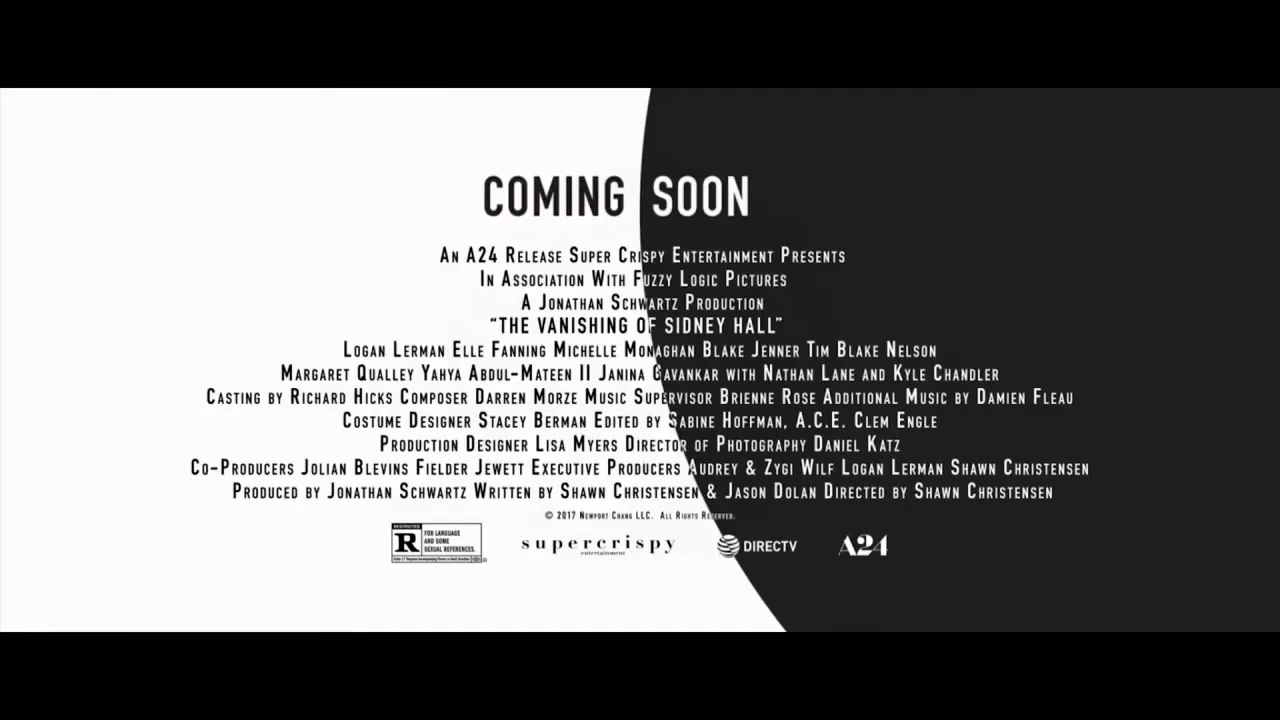 COMING SOON
An A24 Release Super Crispy Entertainment Presents
In Association With Fuzzy Logic Pictures
A Jonathan Schwartz Production
"THE VANISHING OF SIDNEY HALL"
Logan Lerman Elle Fanning Michelle Monaghan Blake Jenner Tim Blake Nelson
Margaret Qualley Yahya Abdul-Mateen II Janina Gavankar with Nathan Lane and Kyle Chandler
Casting by Richard Hicks Composer Darren Morze Music Supervisor Brienne Rose Additional Music by Damien Fleau
Costume Designer Stacey Berman Edited by Sabine Hoffman, A.C.E. Clem Engle
Production Designer Lisa Myers Director of Photography Daniel Katz
Co-Producers Jolian Blevins Fielder Jewett Executive Producers Audrey & Zygi Wilf Logan Lerman Shawn Christensen
Produced by Jonathan Schwartz Written by Shawn Christensen & Jason Dolan Directed by Shawn Christensen
© 2017 Newport Chang LLC. All Rights Reserved.
RESTRICTED
R
FOR LANGUAGE
AND SOME
SEXUAL REFERENCES.
supercrispy
entertainment
DIRECTV
A24